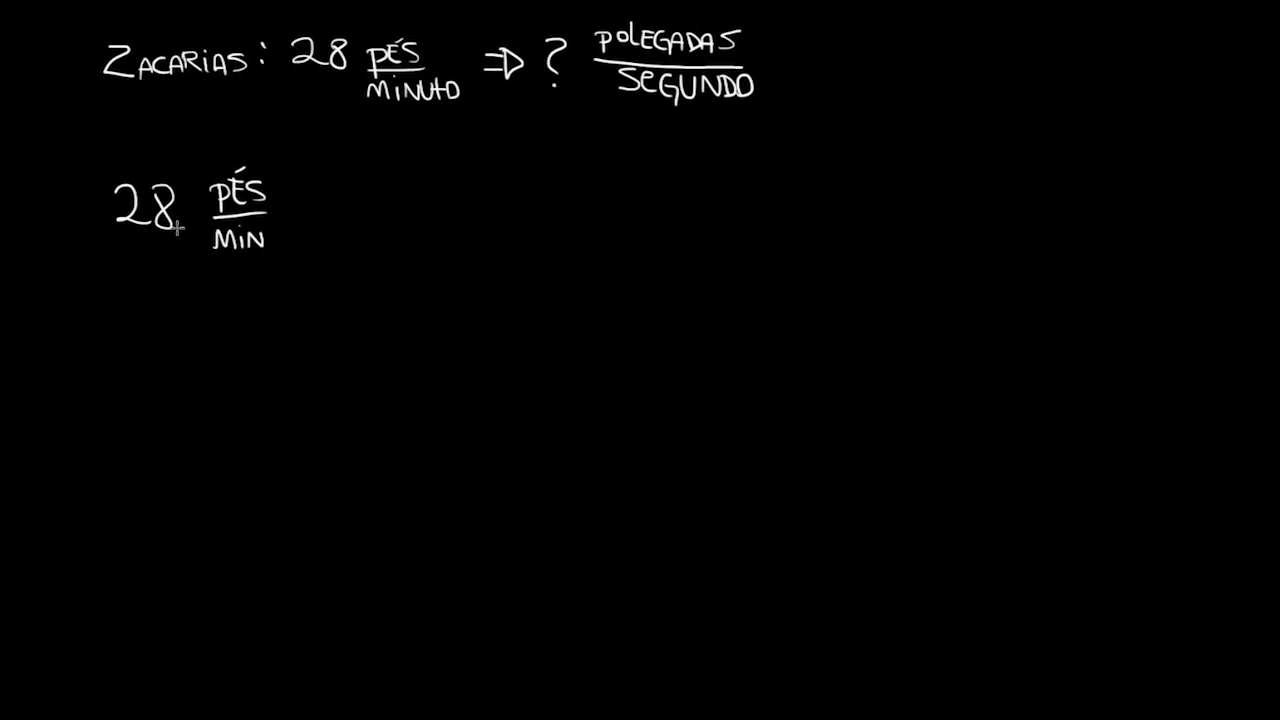 ZACARIAS: 28 PÉS/MINUTO ⇒ ? POLEGADAS/SEGUNDO
28 PÉS/MIN